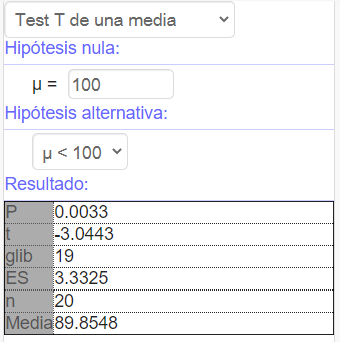 Test T de una media
Hipótesis nula:
μ = 100
Hipótesis alternativa:
μ < 100
Resultado:
P 0.0033
t -3.0443
glib 19
ES 3.3325
n 20
Media 89.8548